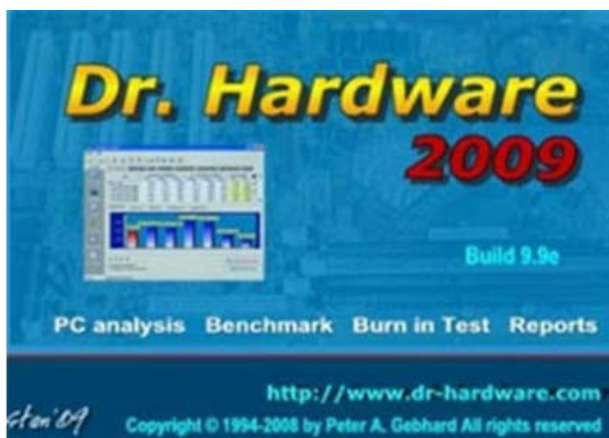 Dr. Hardware
2009
Build 9.9e
PC analysis Benchmark Burn in Test Reports
http://www.dr-hardware.com
Copyright © 1994-2008 by Peter A. Gebhard All rights reserved